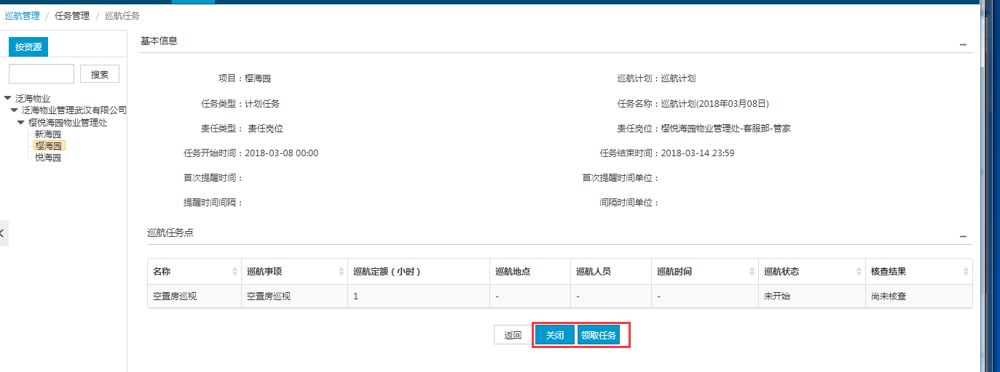 巡航管理 / 任务管理 / 巡航任务
按资源
搜索
泛海物业
泛海物业管理武汉有限公司
樱悦海园物业管理处
新海园
樱海园
悦海园
基本信息
项目：樱海园 巡航计划：巡航计划
任务类型：计划任务 任务名称：巡航计划(2018年03月08日)
责任类型： 责任岗位 责任岗位：樱悦海园物业管理处-客服部-管家
任务开始时间：2018-03-08 00:00 任务结束时间：2018-03-14 23:59
首次提醒时间： 首次提醒时间单位：
提醒时间间隔： 间隔时间单位：
巡航任务点
名称 巡航事项 巡航定额（小时） 巡航地点 巡航人员 巡航时间 巡航状态 核查结果
空置房巡视 空置房巡视 1 - - - 未开始 尚未核查
返回 关闭 领取任务